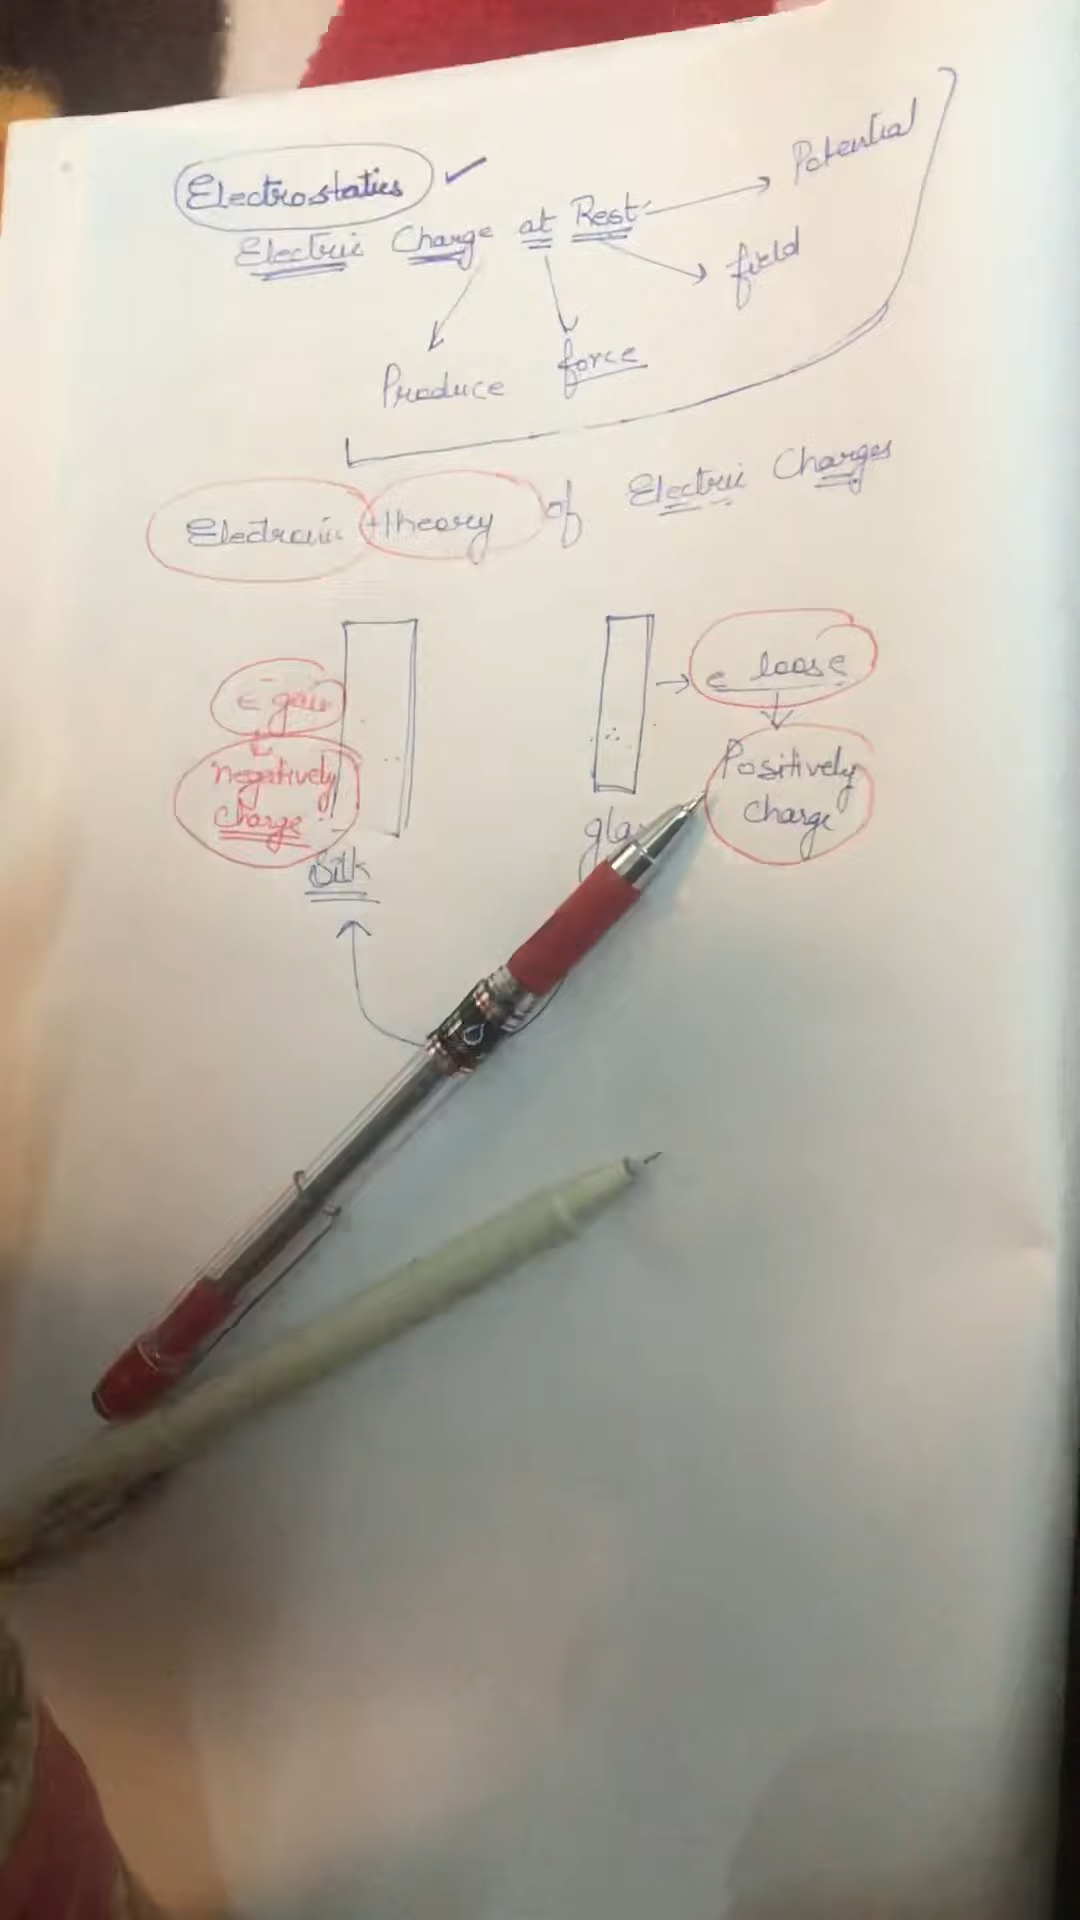 Electrostatics
Electric Charge at Rest
Potential
field
Produce
force
Electronic theory of Electric Charges
e loose
e gain
Positively
Charge
negatively
Charge
Silk